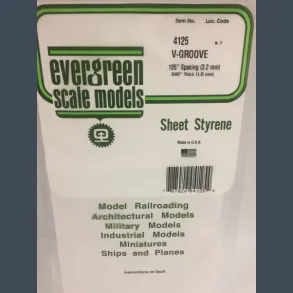 Item No. Loc. Code
4125
V-GROOVE
.125" Spacing (3.2 mm)
.040" Thick (1.0 mm)
evergreen
scale models
Sheet Styrene
Made in U.S.A.
Model Railroading
Architectural Models
Military Models
Industrial Models
Miniatures
Ships and Planes
Instructions on back